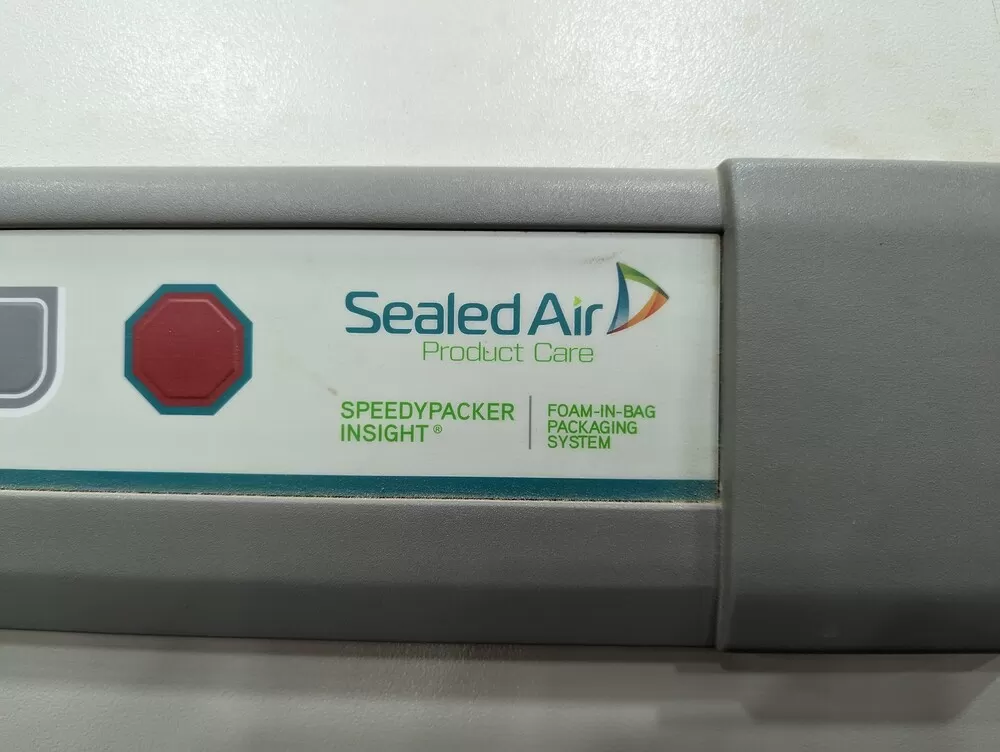 Sealed Air
Product Care
SPEEDYPACKER
INSIGHT®
FOAM-IN-BAG
PACKAGING
SYSTEM